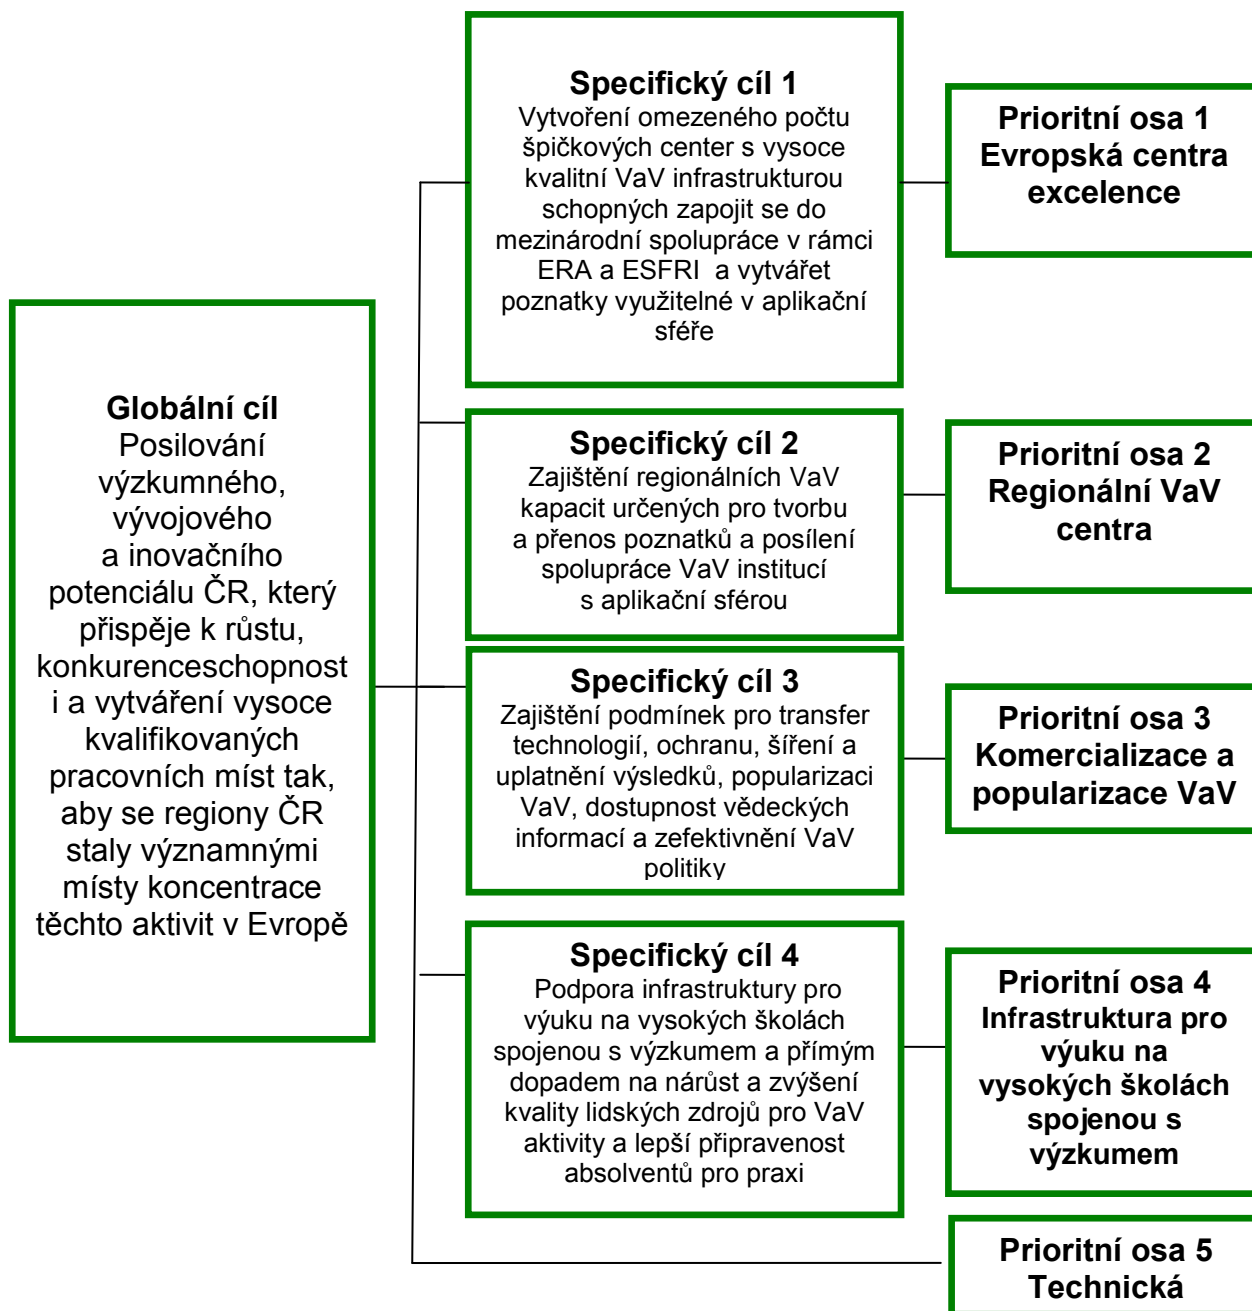 Globální cíl
Posilování
výzkumného,
vývojového
a inovačního
potenciálu ČR, který
přispěje k růstu,
konkurenceschopnost
i a vytváření vysoce
kvalifikovaných
pracovních míst tak,
aby se regiony ČR
staly významnými
místy koncentrace
těchto aktivit v Evropě
Specifický cíl 1
Vytvoření omezeného počtu
špičkových center s vysoce
kvalitní VaV infrastrukturou
schopných zapojit se do
mezinárodní spolupráce v rámci
ERA a ESFRI a vytvářet
poznatky využitelné v aplikační
sféře
Prioritní osa 1
Evropská centra
excelence
Specifický cíl 2
Zajištění regionálních VaV
kapacit určených pro tvorbu
a přenos poznatků a posílení
spolupráce VaV institucí
s aplikační sférou
Prioritní osa 2
Regionální VaV
centra
Specifický cíl 3
Zajištění podmínek pro transfer
technologií, ochranu, šíření a
uplatnění výsledků, popularizaci
VaV, dostupnost vědeckých
informací a zefektivnění VaV
politiky
Prioritní osa 3
Komercializace a
popularizace VaV
Specifický cíl 4
Podpora infrastruktury pro
výuku na vysokých školách
spojenou s výzkumem a přímým
dopadem na nárůst a zvýšení
kvality lidských zdrojů pro VaV
aktivity a lepší připravenost
absolventů pro praxi
Prioritní osa 4
Infrastruktura pro
výuku na
vysokých školách
spojenou s
výzkumem
Prioritní osa 5
Technická